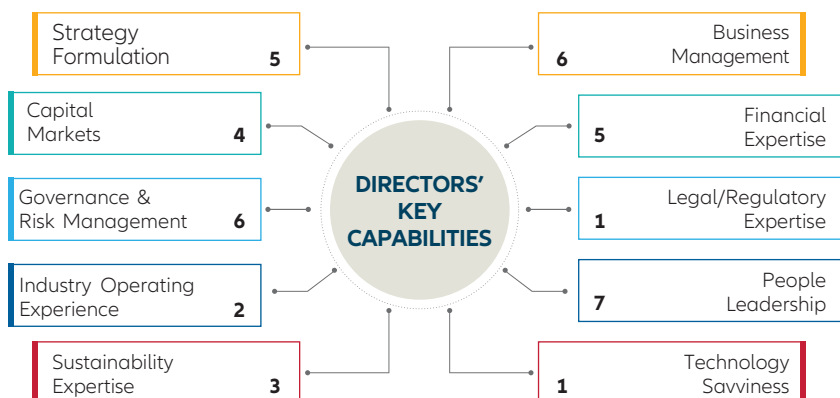 Strategy
Formulation 5
Capital
Markets 4
Governance &
Risk Management 6
Industry Operating
Experience 2
Sustainability
Expertise 3
DIRECTORS'
KEY
CAPABILITIES
Business
6 Management
Financial
5 Expertise
Legal/Regulatory
1 Expertise
People
7 Leadership
Technology
1 Savviness